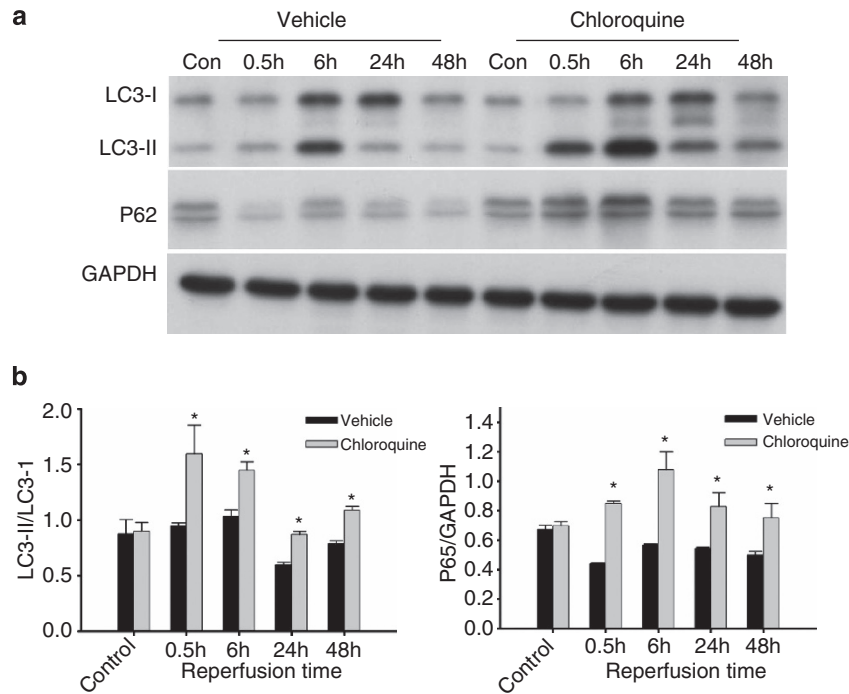 a
Vehicle Chloroquine
Con 0.5h 6h 24h 48h Con 0.5h 6h 24h 48h
LC3-I
LC3-II
P62
GAPDH
b
LC3-II/LC3-1
2.0
1.5
1.0
0.5
0.0
Vehicle
Chloroquine
* * * *
Control 0.5h 6h 24h 48h
Reperfusion time
P65/GAPDH
1.4
1.2
1.0
0.8
0.6
0.4
0.2
0.0
Vehicle
Chloroquine
* * * *
Control 0.5h 6h 24h 48h
Reperfusion time